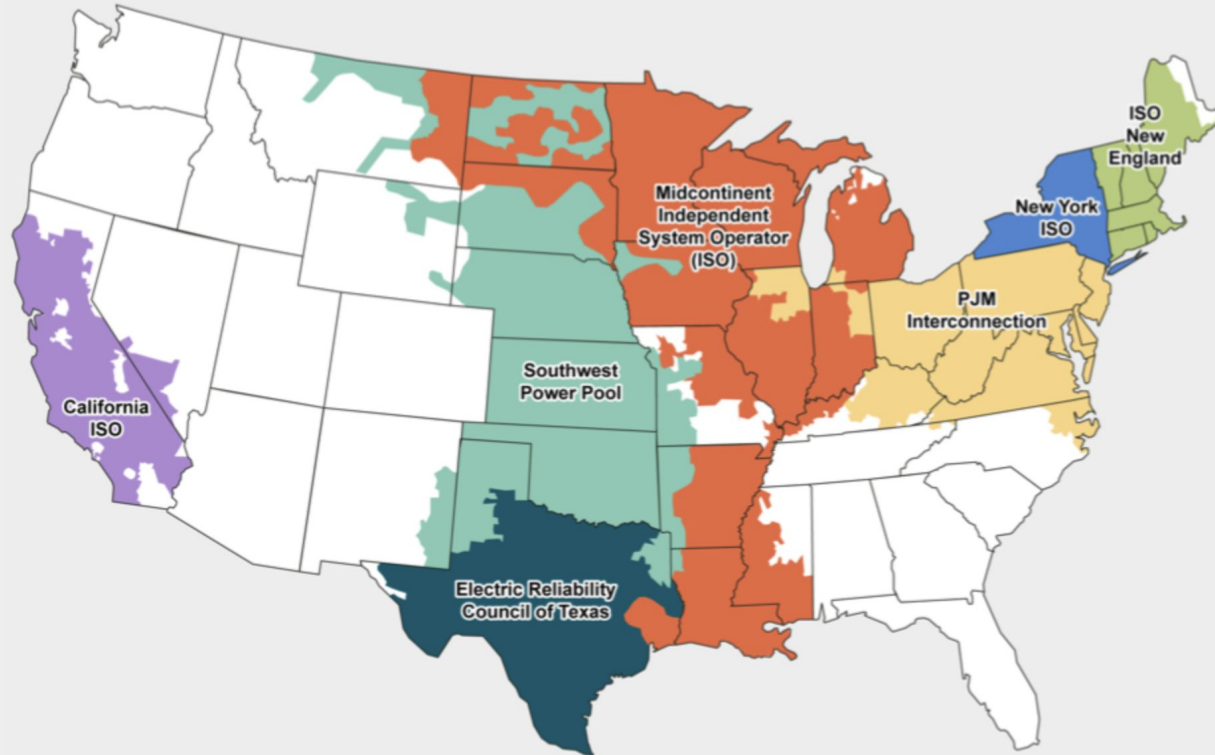 ISO
New
England
Midcontinent
Independent
System Operator
(ISO)
New York
ISO
PJM
Interconnection
Southwest
Power Pool
California
ISO
Electric Reliability
Council of Texas